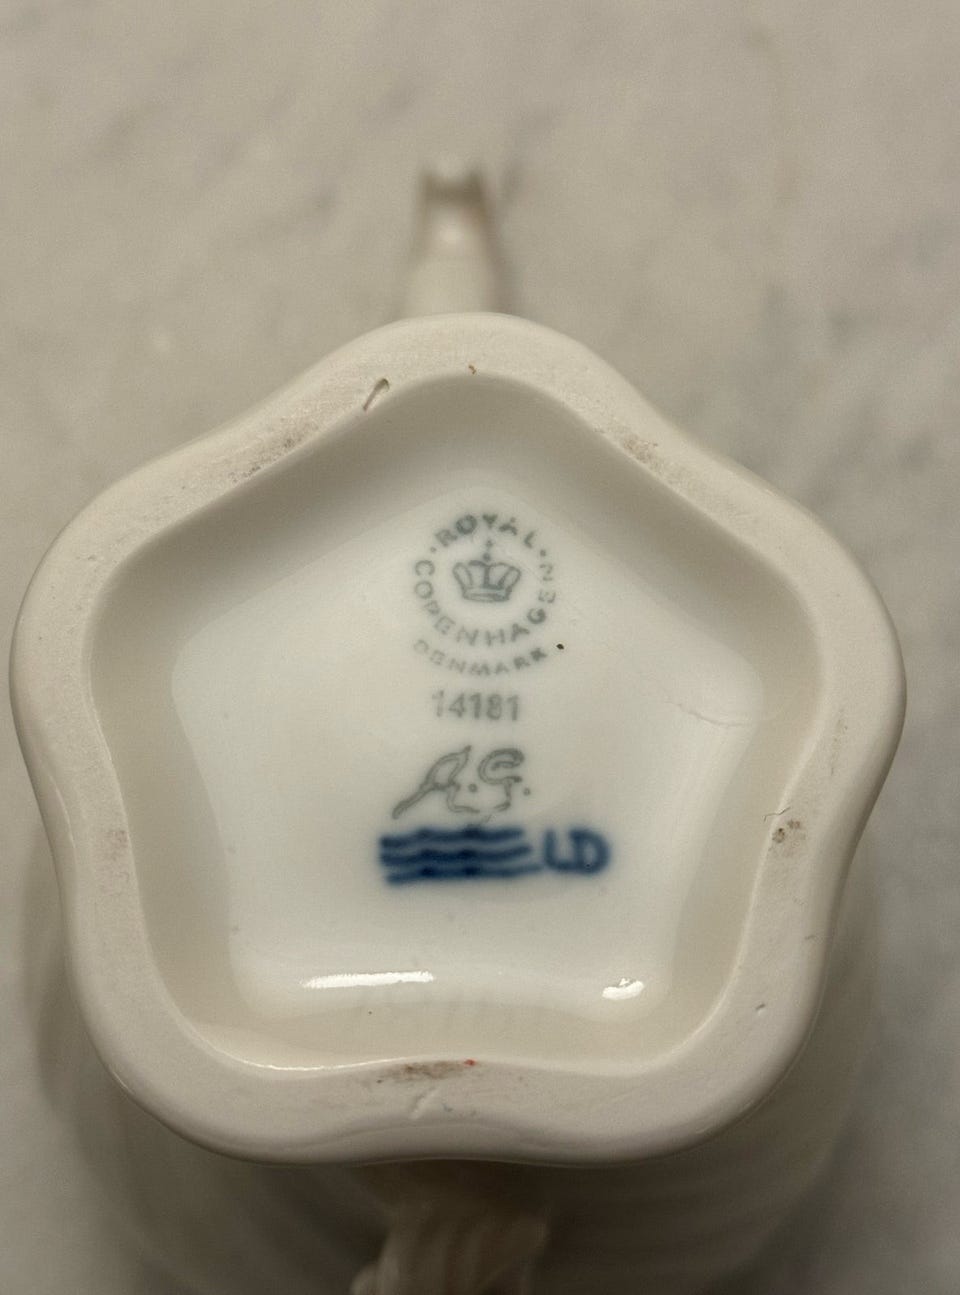 ROYAL
COPENHAGEN
DENMARK
14181
A.G.
LD